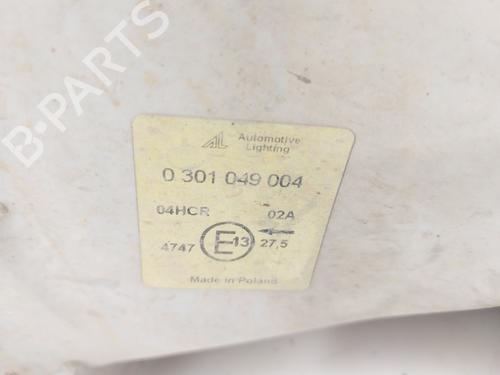 B-PARTS
AL Automotive
Lighting
0 301 049 004
04HCR 02A
4747 E13 27,5
Made in Poland